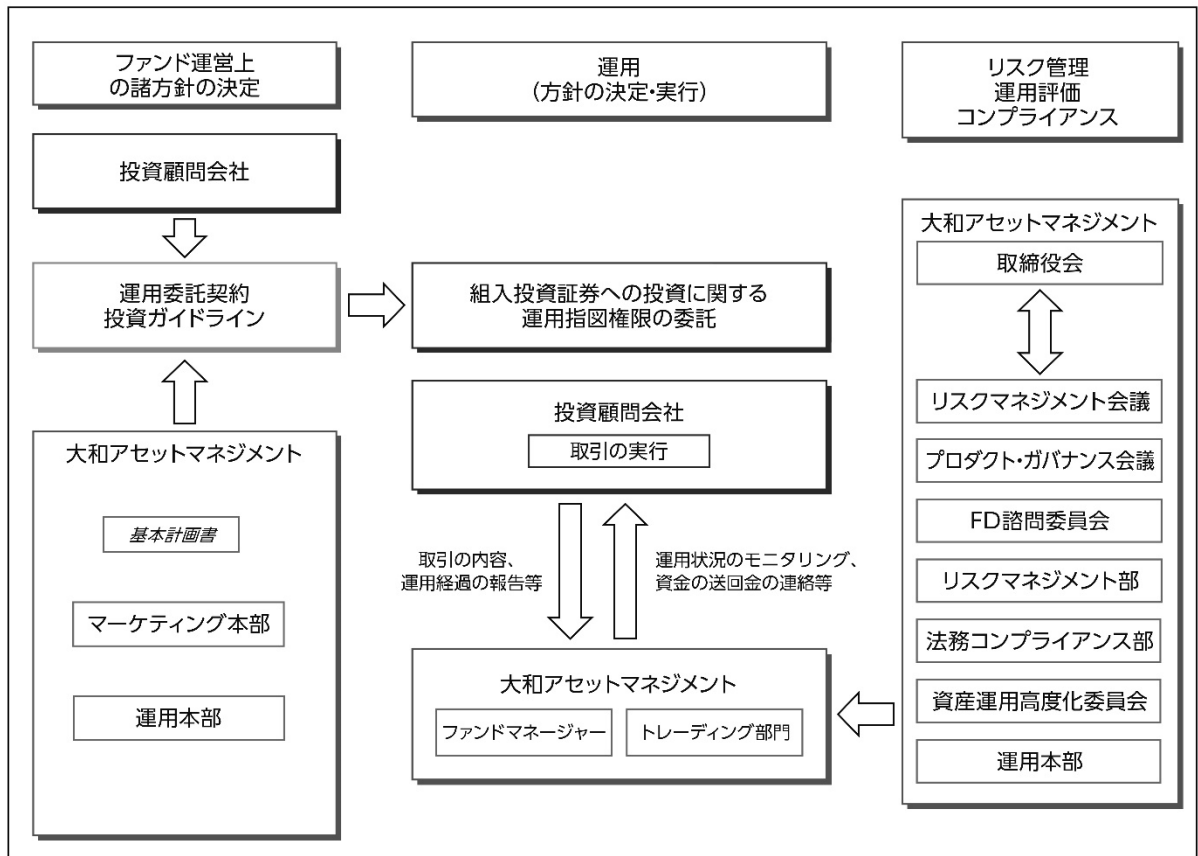 ファンド運営上
の諸方針の決定
投資顧問会社
運用委託契約
投資ガイドライン
大和アセットマネジメント
基本計画書
マーケティング本部
運用本部
運用
(方針の決定・実行)
組入投資証券への投資に関する
運用指図権限の委託
投資顧問会社
取引の実行
取引の内容、
運用経過の報告等
運用状況のモニタリング、
資金の送回金の連絡等
大和アセットマネジメント
ファンドマネージャー
トレーディング部門
リスク管理
運用評価
コンプライアンス
大和アセットマネジメント
取締役会
リスクマネジメント会議
プロダクト・ガバナンス会議
FD諮問委員会
リスクマネジメント部
法務コンプライアンス部
資産運用高度化委員会
運用本部